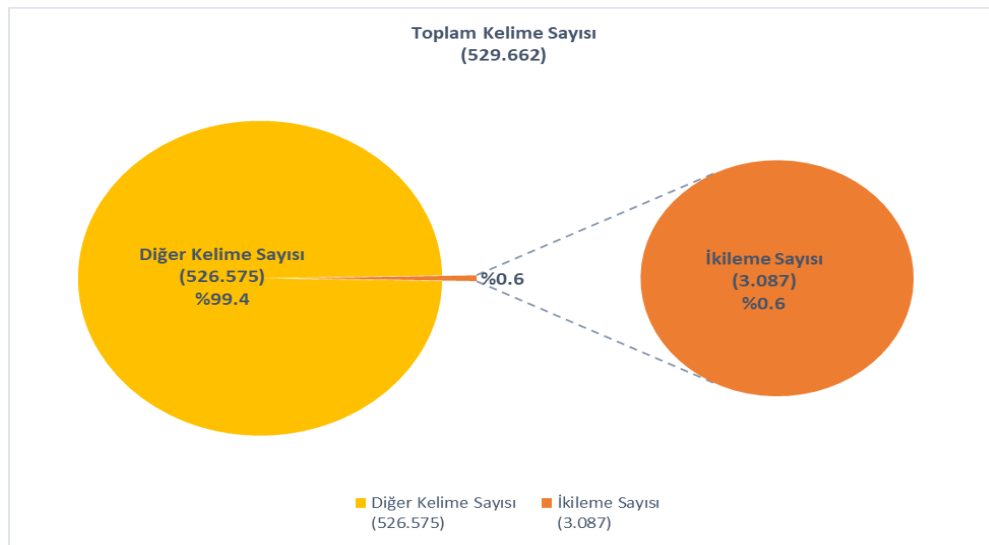 Toplam Kelime Sayısı
(529.662)
Diğer Kelime Sayısı
(526.575)
%99.4
%0.6
İkileme Sayısı
(3.087)
%0.6
Diğer Kelime Sayısı
(526.575)
İkileme Sayısı
(3.087)